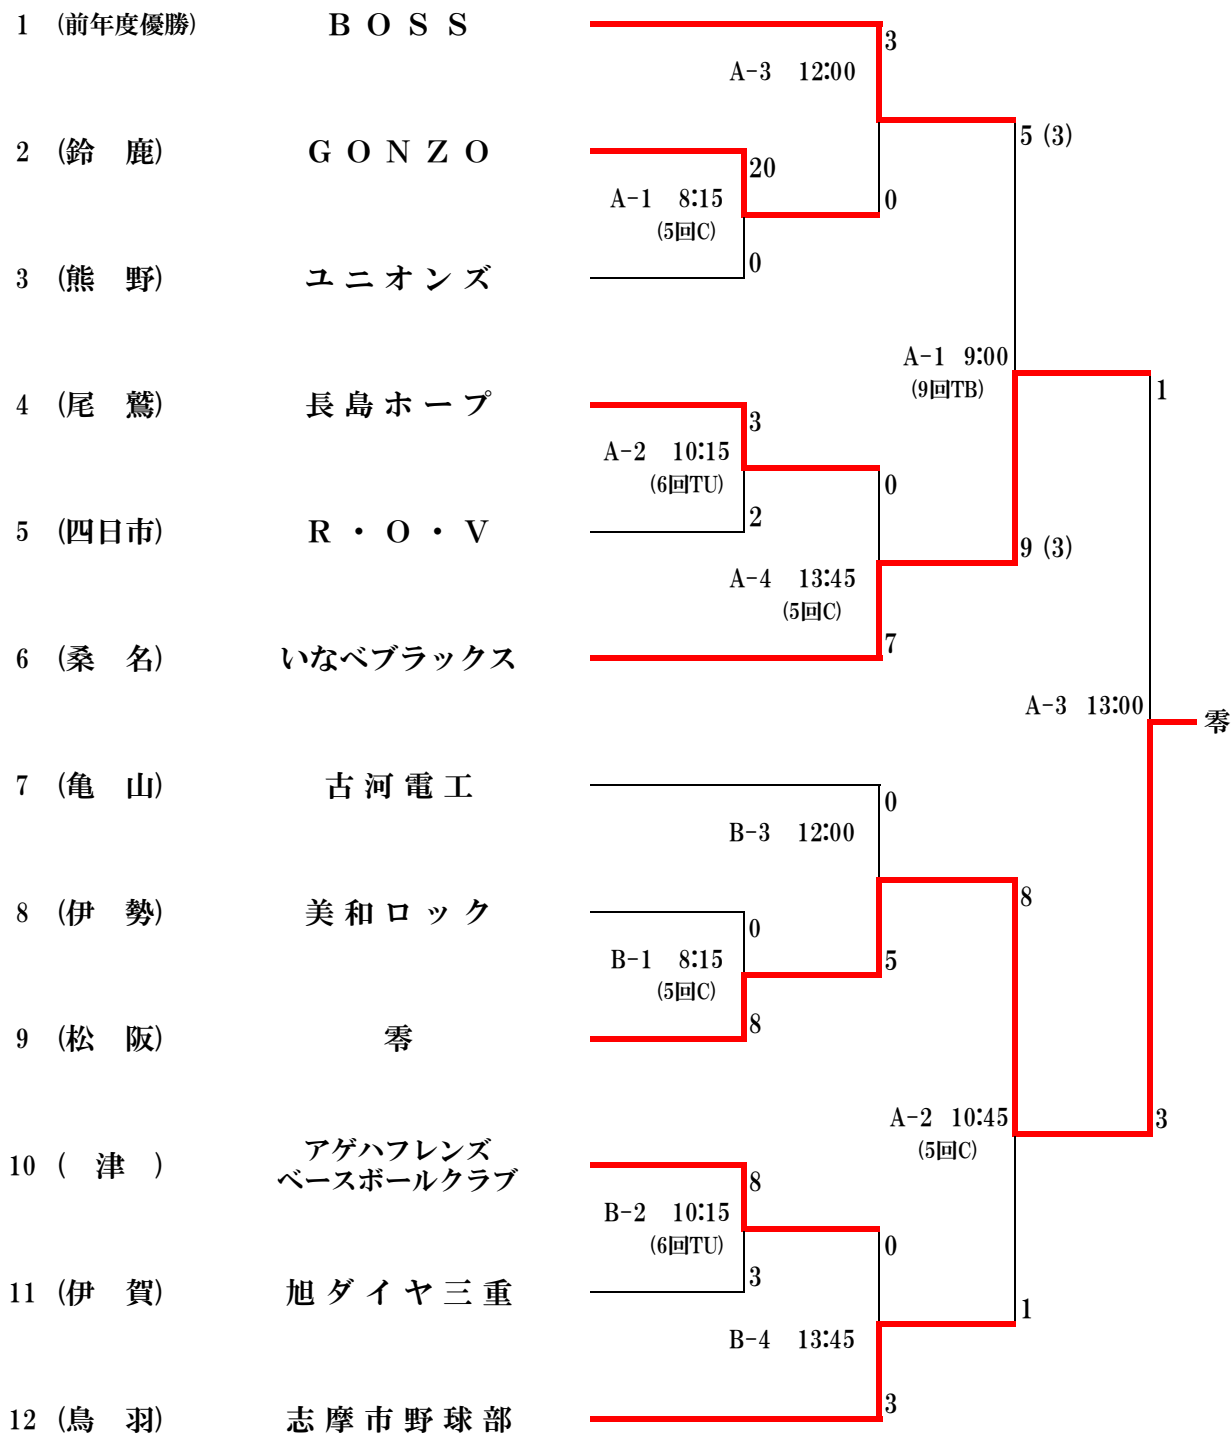 1 (前年度優勝) ＢＯＳＳ
3
A-3 12:00
5 (3)
2 (鈴　鹿) ＧＯＮＺＯ
20
A-1 8:15
(5回C)
0
0
3 (熊　野) ユニオンズ
A-1 9:00
(9回TB)
1
4 (尾　鷲) 長島ホープ
3
A-2 10:15
(6回TU)
0
2
5 (四日市) Ｒ・Ｏ・Ｖ
9 (3)
A-4 13:45
(5回C)
7
6 (桑　名) いなべブラックス
A-3 13:00
零
7 (亀　山) 古河電工
0
B-3 12:00
8
8 (伊　勢) 美和ロック
0
B-1 8:15
(5回C)
5
8
9 (松　阪) 零
A-2 10:45
(5回C)
3
10 (　津　) アゲハフレンズ
ベースボールクラブ
8
B-2 10:15
(6回TU)
0
3
11 (伊　賀) 旭ダイヤ三重
1
B-4 13:45
3
12 (鳥　羽) 志摩市野球部